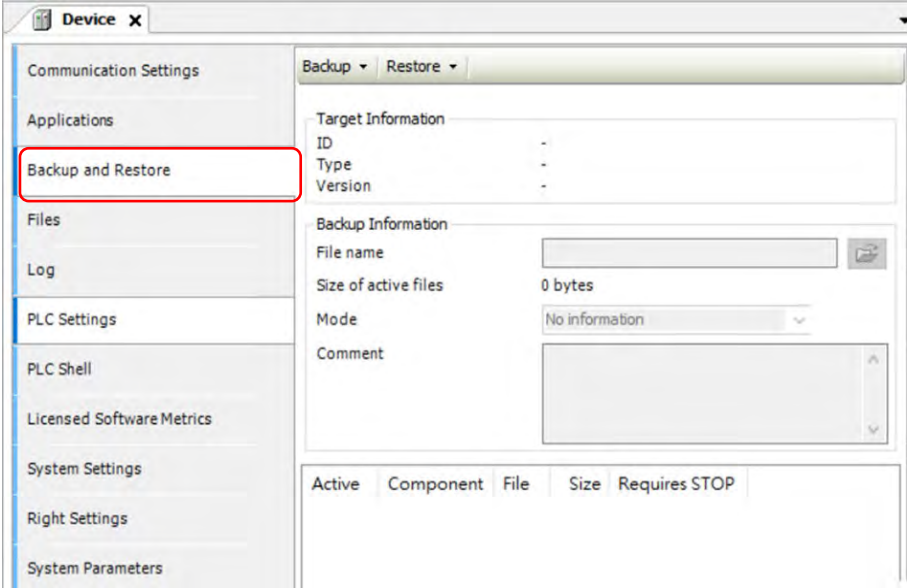 Device X
Communication Settings
Applications
Backup and Restore
Files
Log
PLC Settings
PLC Shell
Licensed Software Metrics
System Settings
Right Settings
System Parameters
Backup Restore
Target Information
ID -
Type -
Version -
Backup Information
File name
Size of active files 0 bytes
Mode No information
Comment
Active Component File Size Requires STOP